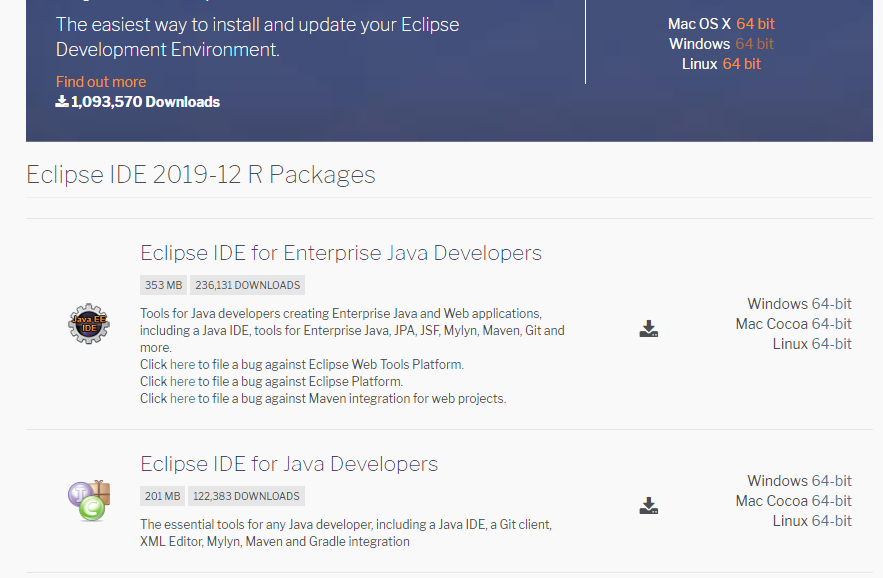 The easiest way to install and update your Eclipse
Development Environment.
Find out more
1,093,570 Downloads
Mac OS X 64 bit
Windows 64 bit
Linux 64 bit
Eclipse IDE 2019-12 R Packages
Eclipse IDE for Enterprise Java Developers
353 MB 236,131 DOWNLOADS
Java EE
IDE
Tools for Java developers creating Enterprise Java and Web applications,
including a Java IDE, tools for Enterprise Java, JPA, JSF, Mylyn, Maven, Git and
more.
Click here to file a bug against Eclipse Web Tools Platform.
Click here to file a bug against Eclipse Platform.
Click here to file a bug against Maven integration for web projects.
Windows 64-bit
Mac Cocoa 64-bit
Linux 64-bit
Eclipse IDE for Java Developers
201 MB 122,383 DOWNLOADS
J
C
The essential tools for any Java developer, including a Java IDE, a Git client,
XML Editor, Mylyn, Maven and Gradle integration
Windows 64-bit
Mac Cocoa 64-bit
Linux 64-bit